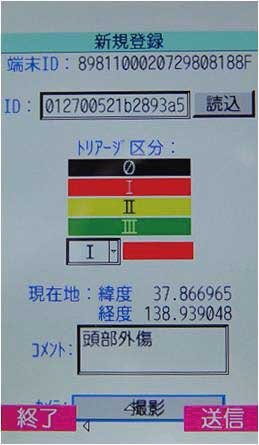 新規登録
端末ID：8981100020729808188F
ID：012700521b2893a5 読込
ﾄﾘｱｰｼﾞ区分：
0
Ⅰ
Ⅱ
Ⅲ
Ⅰ
現在地：緯度 37.866965
経度 138.939048
ｺﾒﾝﾄ：頭部外傷
撮影
終了 送信